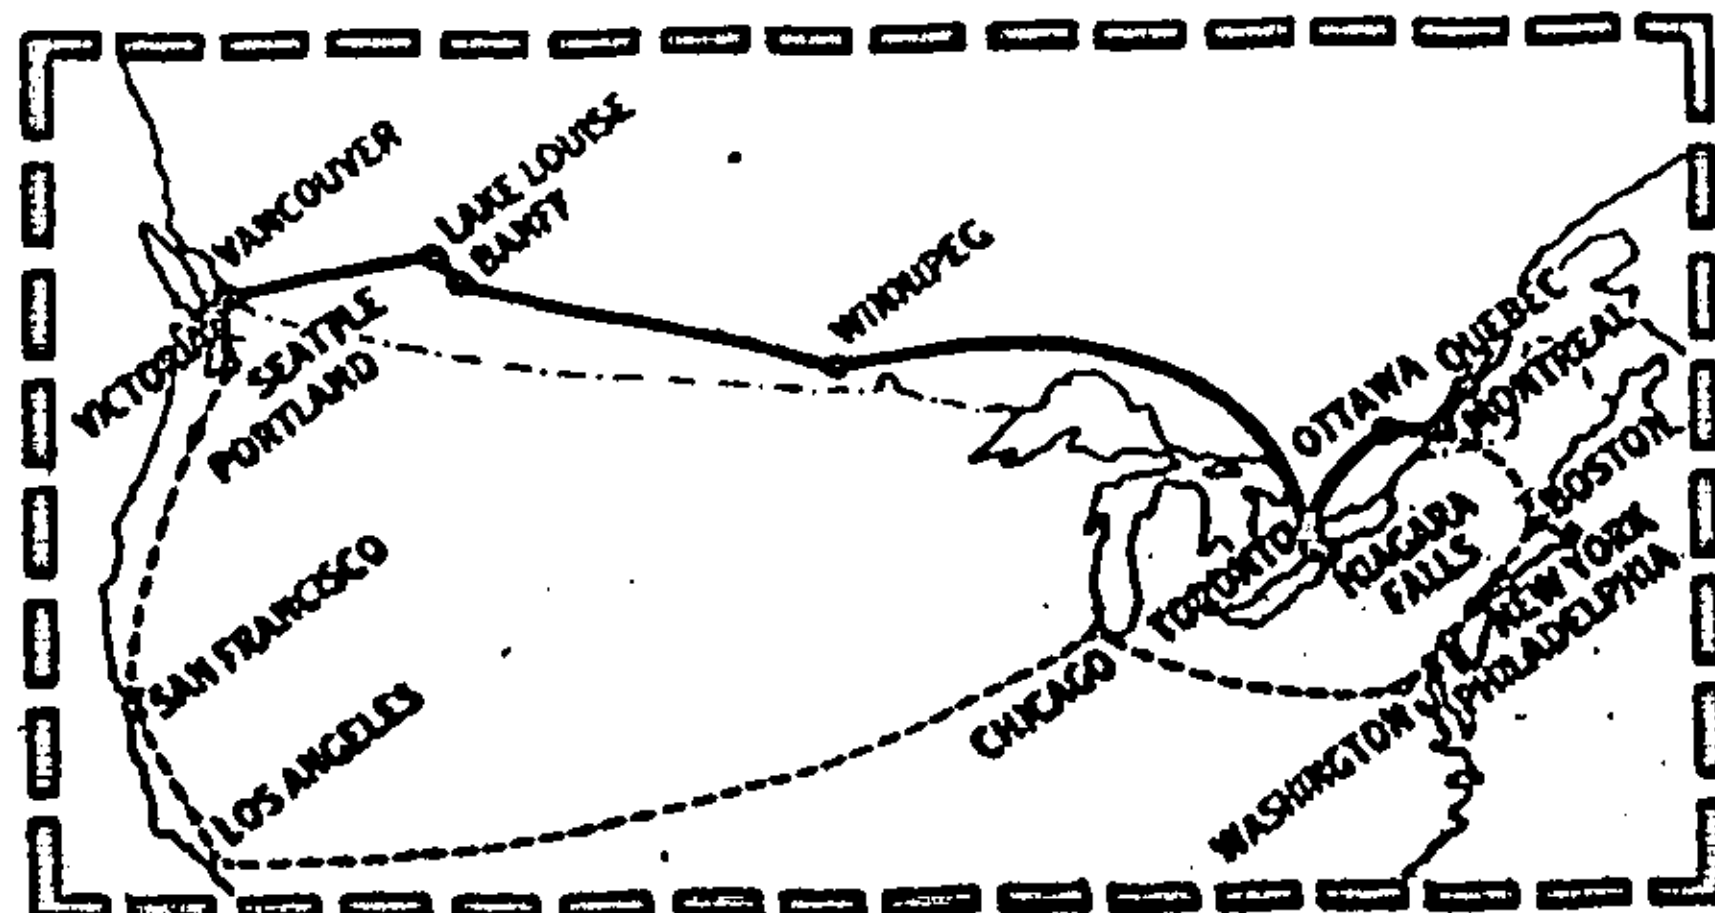 VANCOUVER
LAKE LOUISE
BANFF
WINNIPEG
VICTORIA
SEATTLE
PORTLAND
OTTAWA
QUEBEC
MONTREAL
SAN FRANCISCO
LOS ANGELES
CHICAGO
TORONTO
NIAGARA
FALLS
BOSTON
NEW YORK
PHILADELPHIA
WASHINGTON